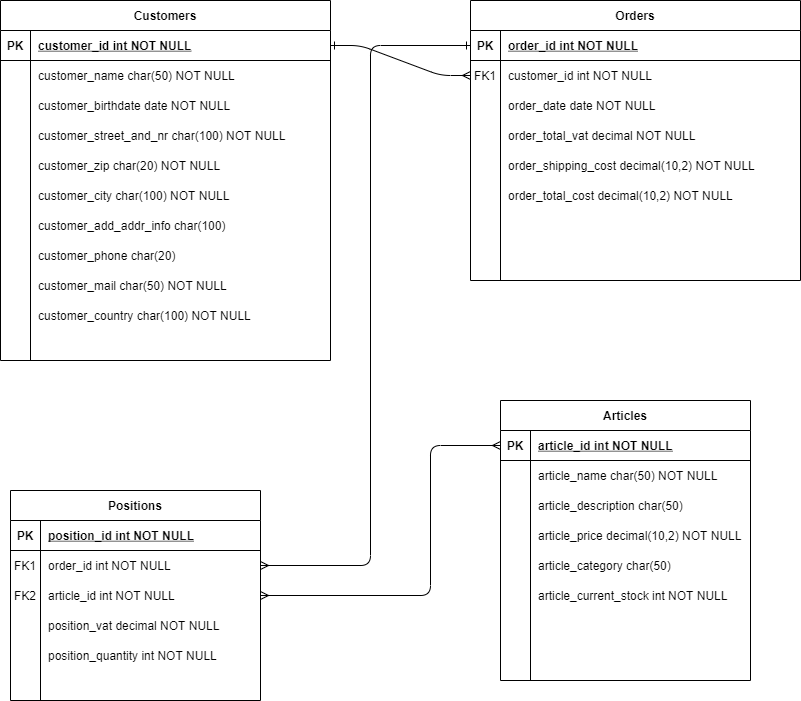 Customers
PK customer_id int NOT NULL
customer_name char(50) NOT NULL
customer_birthdate date NOT NULL
customer_street_and_nr char(100) NOT NULL
customer_zip char(20) NOT NULL
customer_city char(100) NOT NULL
customer_add_addr_info char(100)
customer_phone char(20)
customer_mail char(50) NOT NULL
customer_country char(100) NOT NULL
Orders
PK order_id int NOT NULL
FK1 customer_id int NOT NULL
order_date date NOT NULL
order_total_vat decimal NOT NULL
order_shipping_cost decimal(10,2) NOT NULL
order_total_cost decimal(10,2) NOT NULL
Articles
PK article_id int NOT NULL
article_name char(50) NOT NULL
article_description char(50)
article_price decimal(10,2) NOT NULL
article_category char(50)
article_current_stock int NOT NULL
Positions
PK position_id int NOT NULL
FK1 order_id int NOT NULL
FK2 article_id int NOT NULL
position_vat decimal NOT NULL
position_quantity int NOT NULL